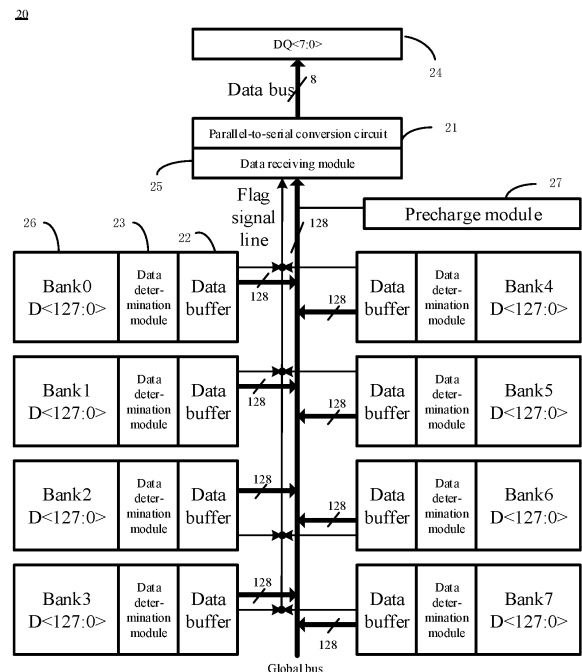 20
DQ<7:0>
24
Data bus
8
Parallel-to-serial conversion circuit
21
Data receiving module
25
Flag
signal
line
128
27
Precharge module
26
23
22
Bank0
D<127:0>
Data
deter-
mination
module
Data
buffer
128
128
Data
buffer
Data
deter-
mination
module
Bank4
D<127:0>
Bank1
D<127:0>
Data
deter-
mination
module
Data
buffer
128
128
Data
buffer
Data
deter-
mination
module
Bank5
D<127:0>
Bank2
D<127:0>
Data
deter-
mination
module
Data
buffer
128
128
Data
buffer
Data
deter-
mination
module
Bank6
D<127:0>
Bank3
D<127:0>
Data
deter-
mination
module
Data
buffer
128
128
Data
buffer
Data
deter-
mination
module
Bank7
D<127:0>
Global bus